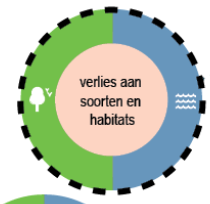 verlies aan
soorten en
habitats